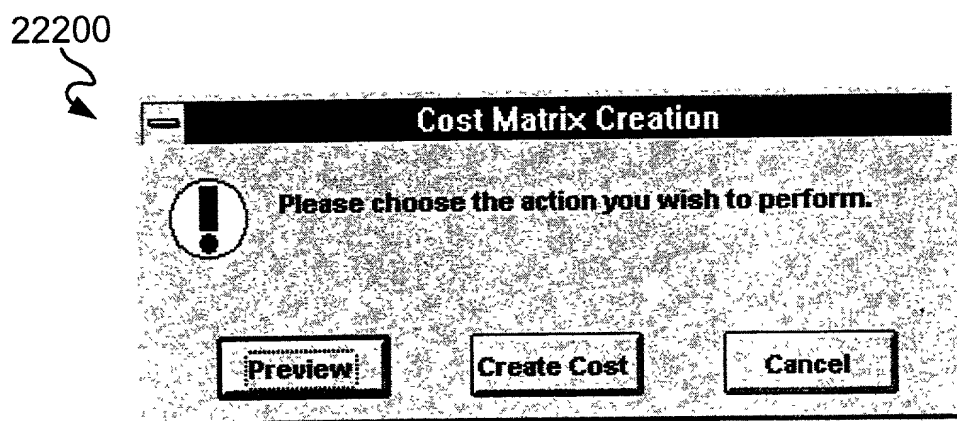 22200
Cost Matrix Creation
Please choose the action you wish to perform.
Preview Create Cost Cancel